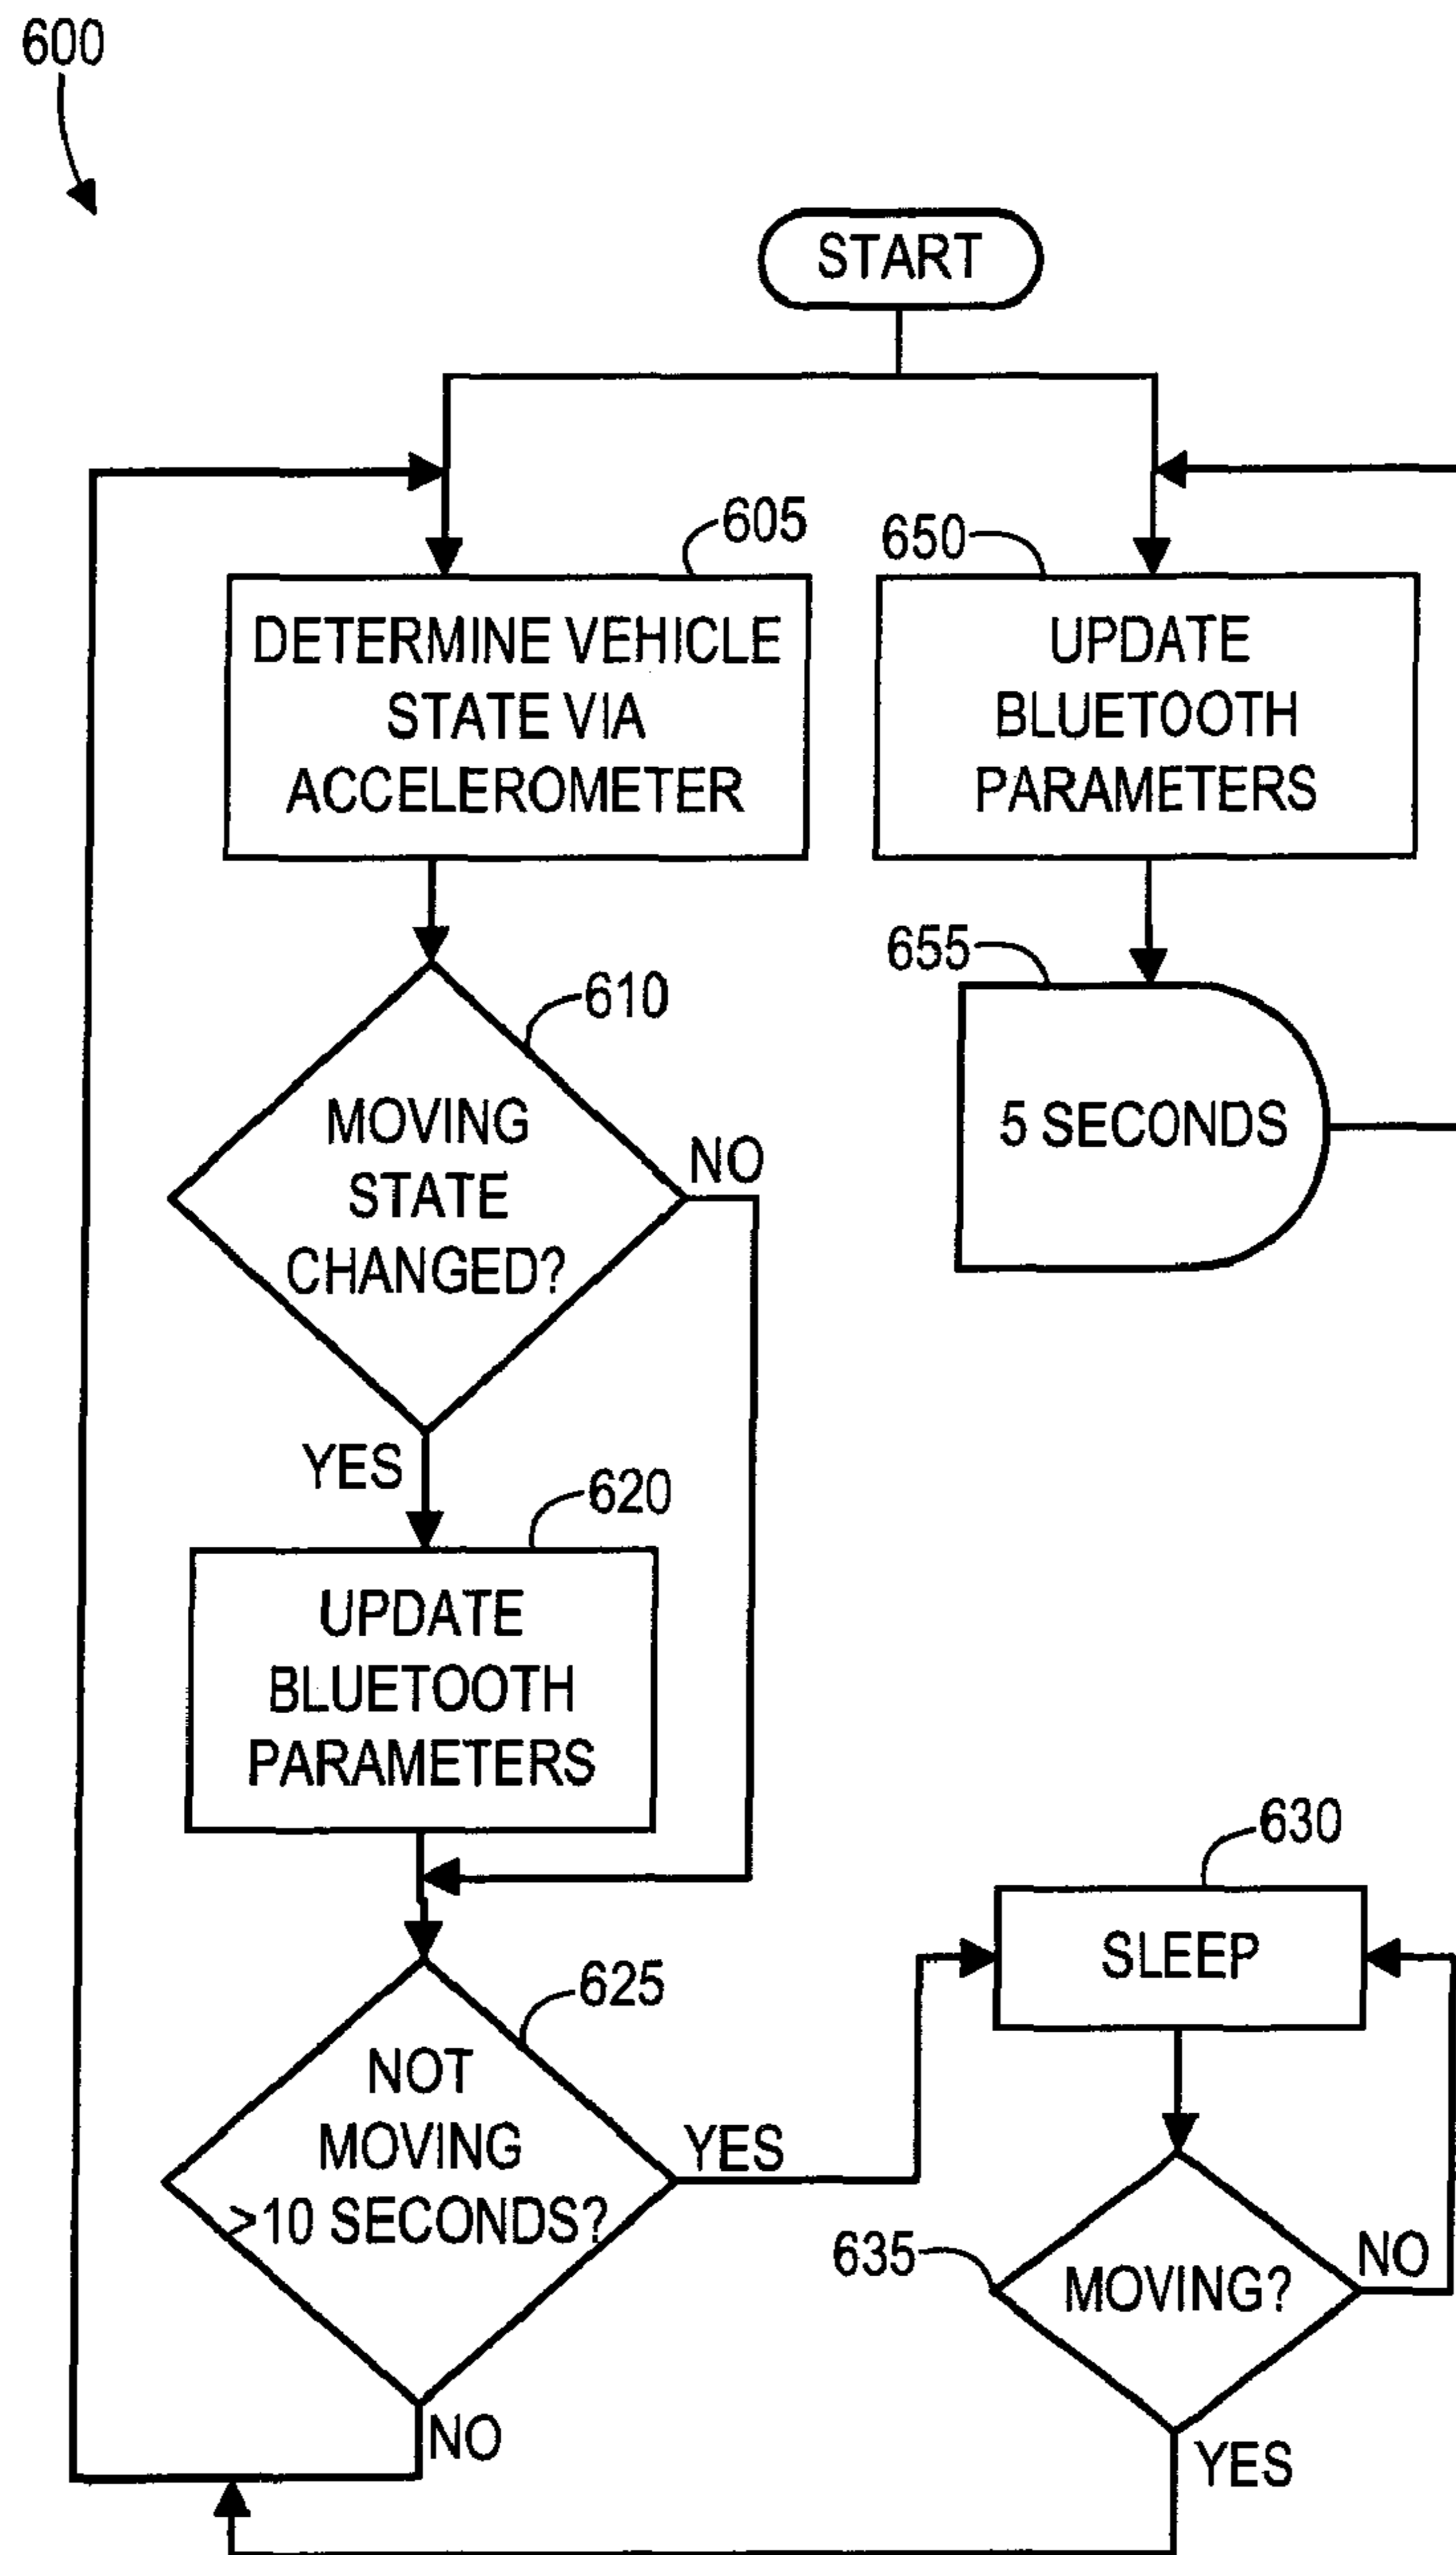 600
START
605
DETERMINE VEHICLE
STATE VIA
ACCELEROMETER
650
UPDATE
BLUETOOTH
PARAMETERS
655
5 SECONDS
610
MOVING
STATE
CHANGED?
NO
YES
620
UPDATE
BLUETOOTH
PARAMETERS
625
NOT
MOVING
>10 SECONDS?
YES
NO
630
SLEEP
635
MOVING?
NO
YES